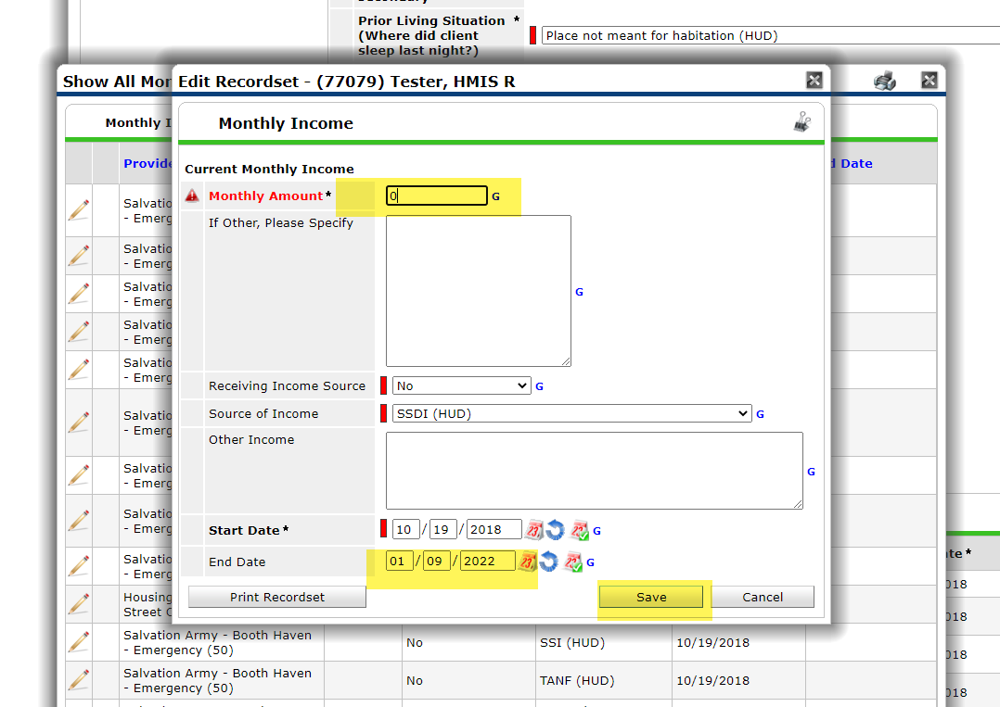 Prior Living Situation *
(Where did client
sleep last night?)
Place not meant for habitation (HUD)
Show All Mor
Edit Recordset - (77079) Tester, HMIS R
Monthly I
Monthly Income
Provide
d Date
Current Monthly Income
Monthly Amount*
0
G
If Other, Please Specify
G
Receiving Income Source
No
G
Source of Income
SSDI (HUD)
G
Other Income
G
Start Date*
10 / 19 / 2018
23
G
End Date
01 / 09 / 2022
23
G
Print Recordset
Save
Cancel
Salvatio
- Emerg
Salvatio
- Emerg
Salvatio
- Emerg
Salvatio
- Emerg
Salvatio
- Emerg
Salvatio
- Emerg
Salvatio
- Emerg
Salvatio
- Emerg
Salvatio
- Emerg
Housing
Street C
Salvation Army - Booth Haven
- Emergency (50)
No
SSI (HUD)
10/19/2018
Salvation Army - Booth Haven
- Emergency (50)
No
TANF (HUD)
10/19/2018
ate *
018
018
018
018